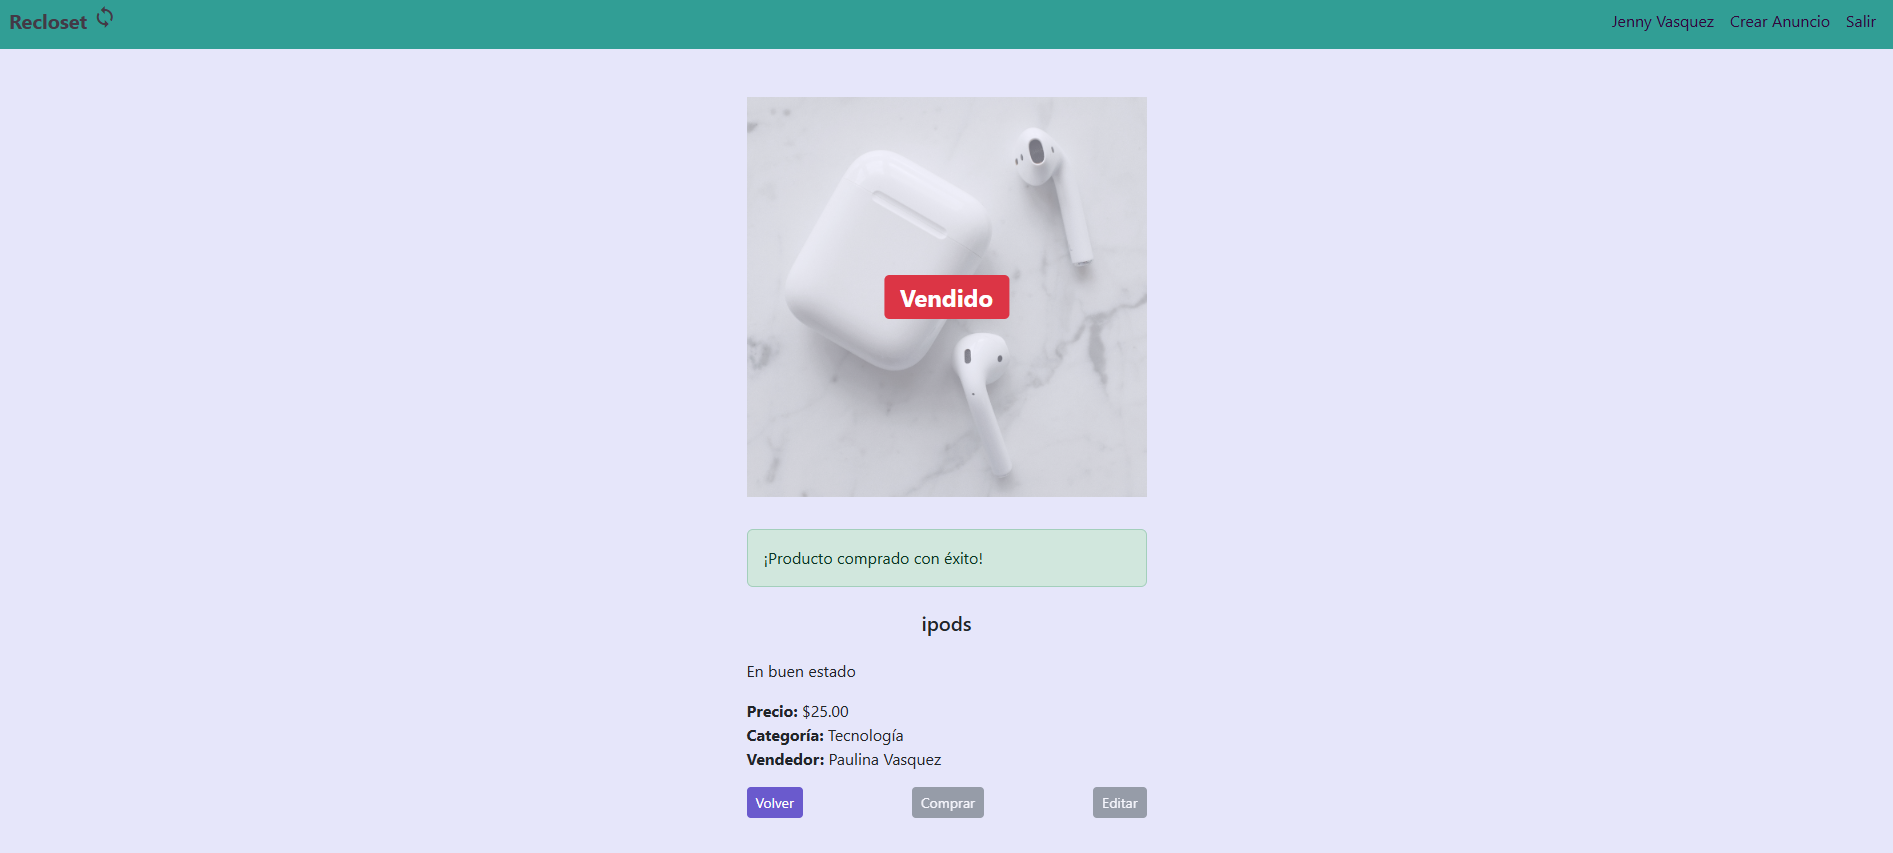 Recloset
Jenny Vasquez Crear Anuncio Salir
Vendido
¡Producto comprado con éxito!
ipods
En buen estado
Precio: $25.00
Categoría: Tecnología
Vendedor: Paulina Vasquez
Volver Comprar Editar